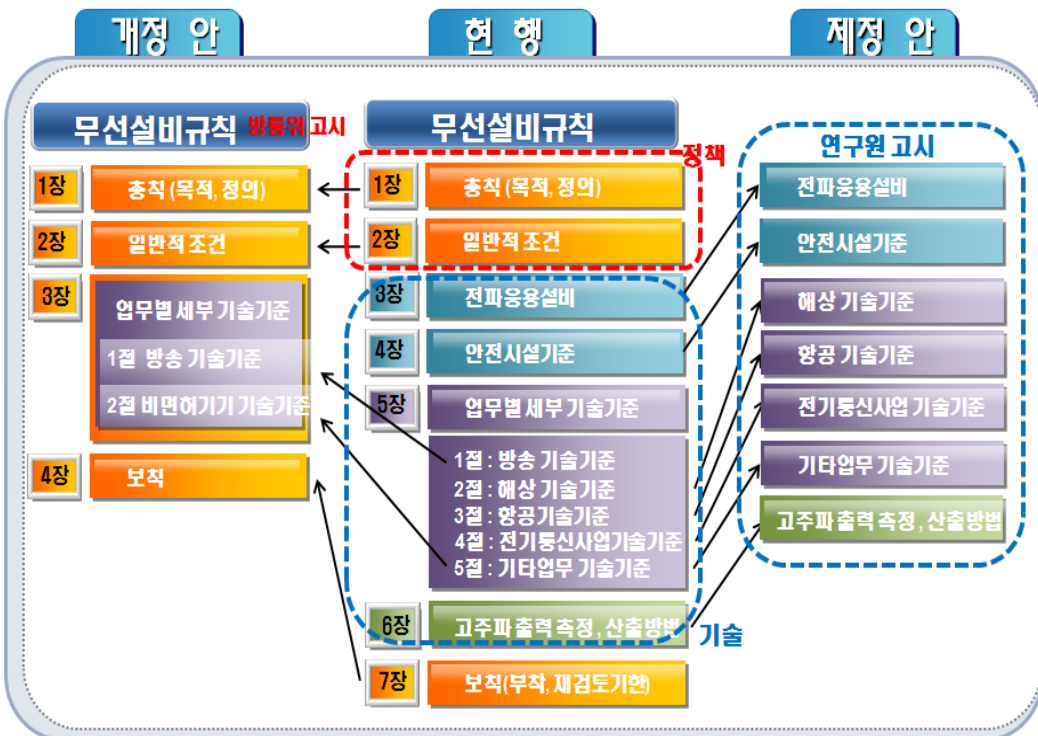 개정 안
현 행
제정 안
무선설비규칙 방통위 고시
1장 총칙 (목적, 정의)
2장 일반적 조건
3장
업무별 세부 기술기준
1절 방송 기술기준
2절 비면허기기 기술기준
4장 보칙
무선설비규칙
정책
1장 총칙 (목적, 정의)
2장 일반적 조건
3장 전파응용설비
4장 안전시설기준
5장 업무별 세부 기술기준
1절 : 방송 기술기준
2절 : 해상 기술기준
3절 : 항공기술기준
4절 : 전기통신사업기술기준
5절 : 기타업무 기술기준
6장 고주파 출력 측정, 산출방법
기술
7장 보칙(부착, 재검토기한)
연구원 고시
전파응용설비
안전시설기준
해상 기술기준
항공 기술기준
전기통신사업 기술기준
기타업무 기술기준
고주파 출력 측정, 산출방법